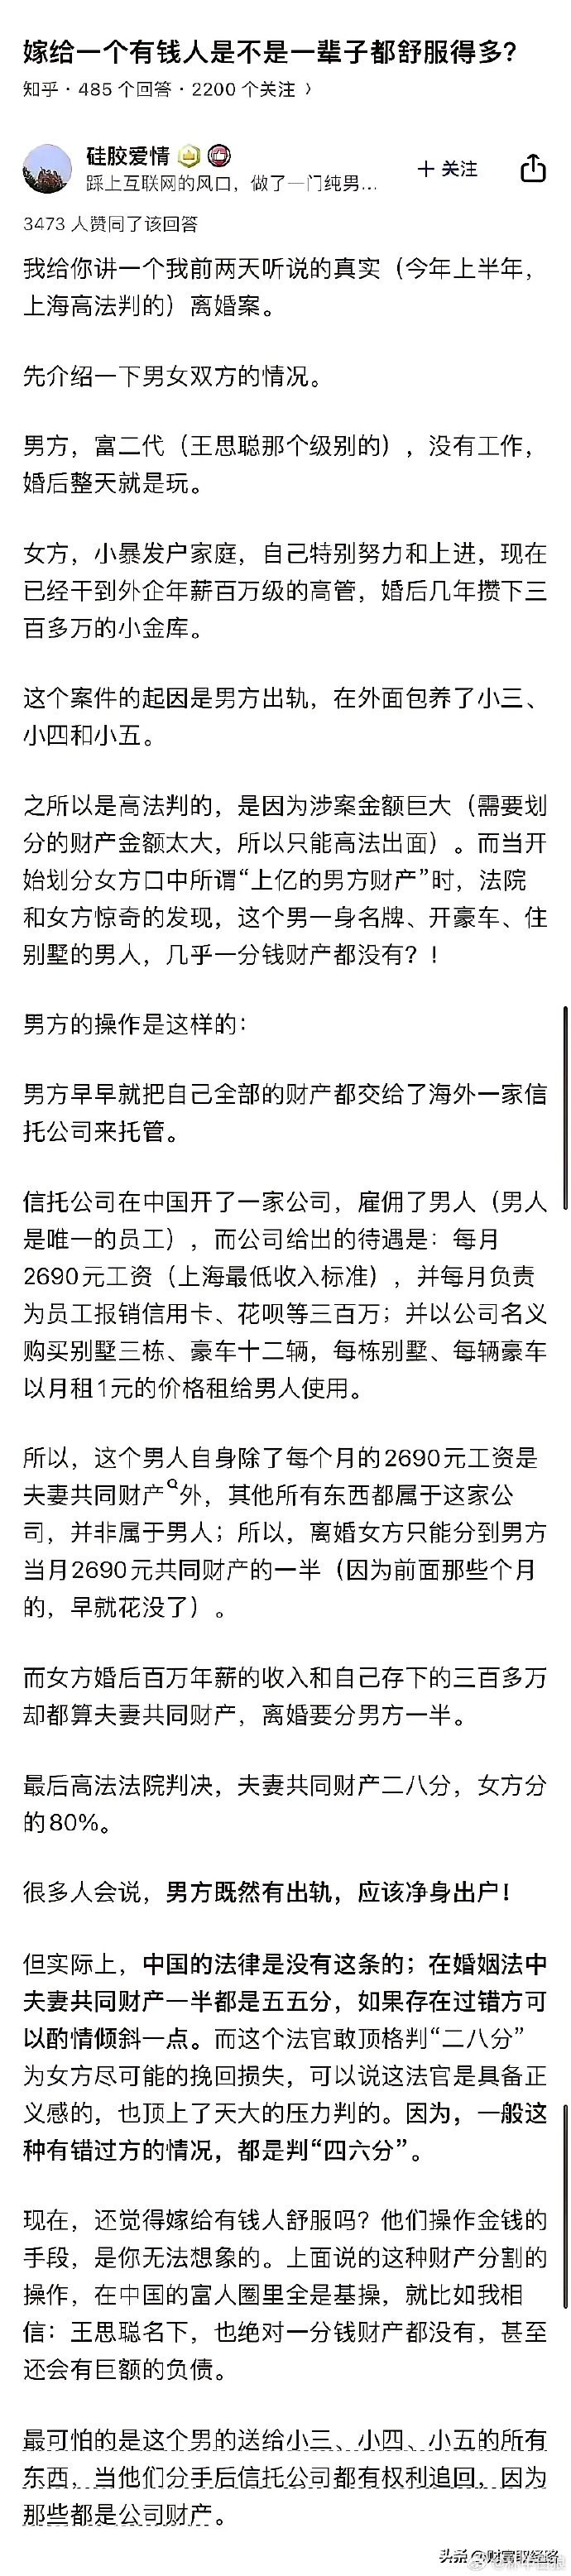 嫁给一个有钱人是不是一辈子都舒服得多？
知乎·485 个回答·2200 个关注 〉
硅胶爱情
踩上互联网的风口，做了一门纯男...
＋关注
3473 人赞同了该回答
我给你讲一个我前两天听说的真实（今年上半年，
上海高法判的）离婚案。
先介绍一下男女双方的情况。
男方，富二代（王思聪那个级别的），没有工作，
婚后整天就是玩。
女方，小暴发户家庭，自己特别努力和上进，现在
已经干到外企年薪百万级的高管，婚后几年攒下三
百多万的小金库。
这个案件的起因是男方出轨，在外面包养了小三、
小四和小五。
之所以是高法判的，是因为涉案金额巨大（需要划
分的财产金额太大，所以只能高法出面）。而当开
始划分女方口中所谓“上亿的男方财产”时，法院
和女方惊奇的发现，这个男一身名牌、开豪车、住
别墅的男人，几乎一分钱财产都没有？！
男方的操作是这样的：
男方早早就把自己全部的财产都交给了海外一家信
托公司来托管。
信托公司在中国开了一家公司，雇佣了男人（男人
是唯一的员工），而公司给出的待遇是：每月
2690元工资（上海最低收入标准），并每月负责
为员工报销信用卡、花呗等三百万；并以公司名义
购买别墅三栋、豪车十二辆，每栋别墅、每辆豪车
以月租1元的价格租给男人使用。
所以，这个男人自身除了每个月的2690元工资是
夫妻共同财产外，其他所有东西都属于这家公
司，并非属于男人；所以，离婚女方只能分到男方
当月2690元共同财产的一半（因为前面那些个月
的，早就花没了）。
而女方婚后百万年薪的收入和自己存下的三百多万
却都算夫妻共同财产，离婚要分男方一半。
最后高法法院判决，夫妻共同财产二八分，女方分
的80%。
很多人会说，男方既然有出轨，应该净身出户！
但实际上，中国的法律是没有这条的；在婚姻法中
夫妻共同财产一半都是五五分，如果存在过错方可
以酌情倾斜一点。而这个法官敢顶格判“二八分”
为女方尽可能的挽回损失，可以说这法官是具备正
义感的，也顶上了天大的压力判的。因为，一般这
种有错过方的情况，都是判“四六分”。
现在，还觉得嫁给有钱人舒服吗？他们操作金钱的
手段，是你无法想象的。上面说的这种财产分割的
操作，在中国的富人圈里全是基操，就比如我相
信：王思聪名下，也绝对一分钱财产都没有，甚至
还会有巨额的负债。
最可怕的是这个男的送给小三、小四、小五的所有
东西，当他们分手后信托公司都有权利追回，因为
那些都是公司财产。
头条 @财富取经路